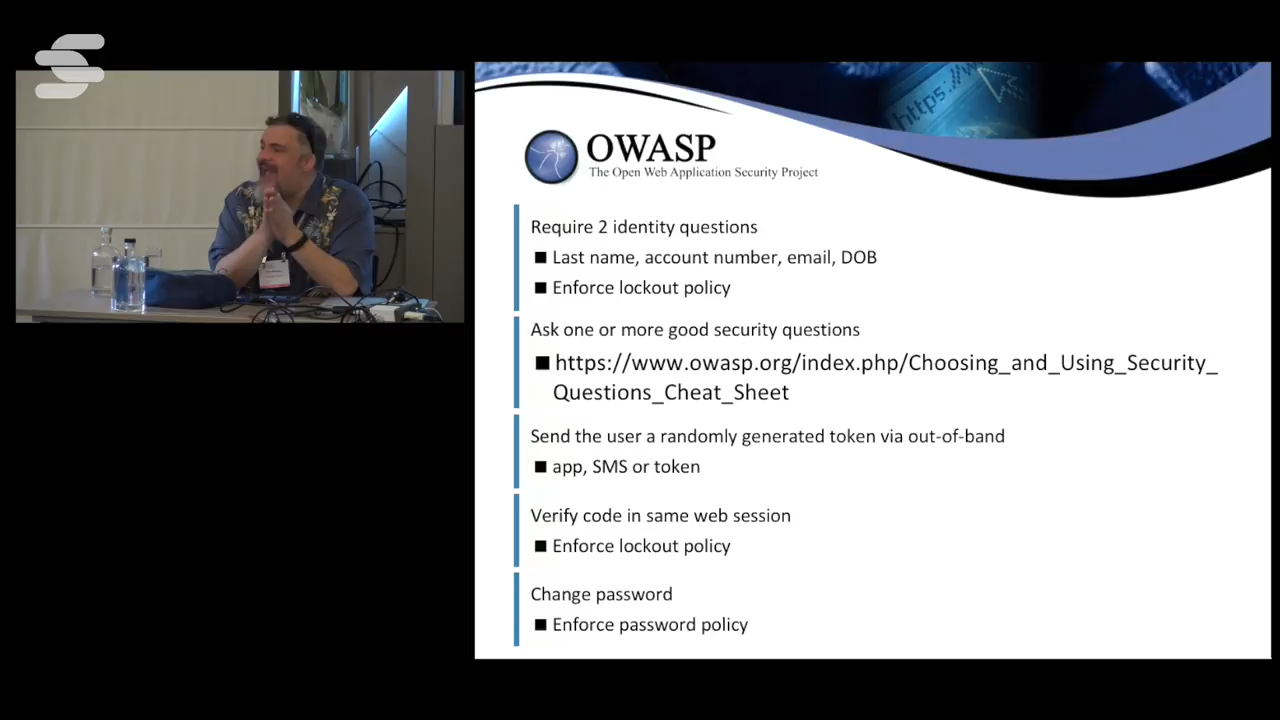 https://w
OWASP
The Open Web Application Security Project
Require 2 identity questions
Last name, account number, email, DOB
Enforce lockout policy
Ask one or more good security questions
https://www.owasp.org/index.php/Choosing_and_Using_Security_
Questions_Cheat_Sheet
Send the user a randomly generated token via out-of-band
app, SMS or token
Verify code in same web session
Enforce lockout policy
Change password
Enforce password policy